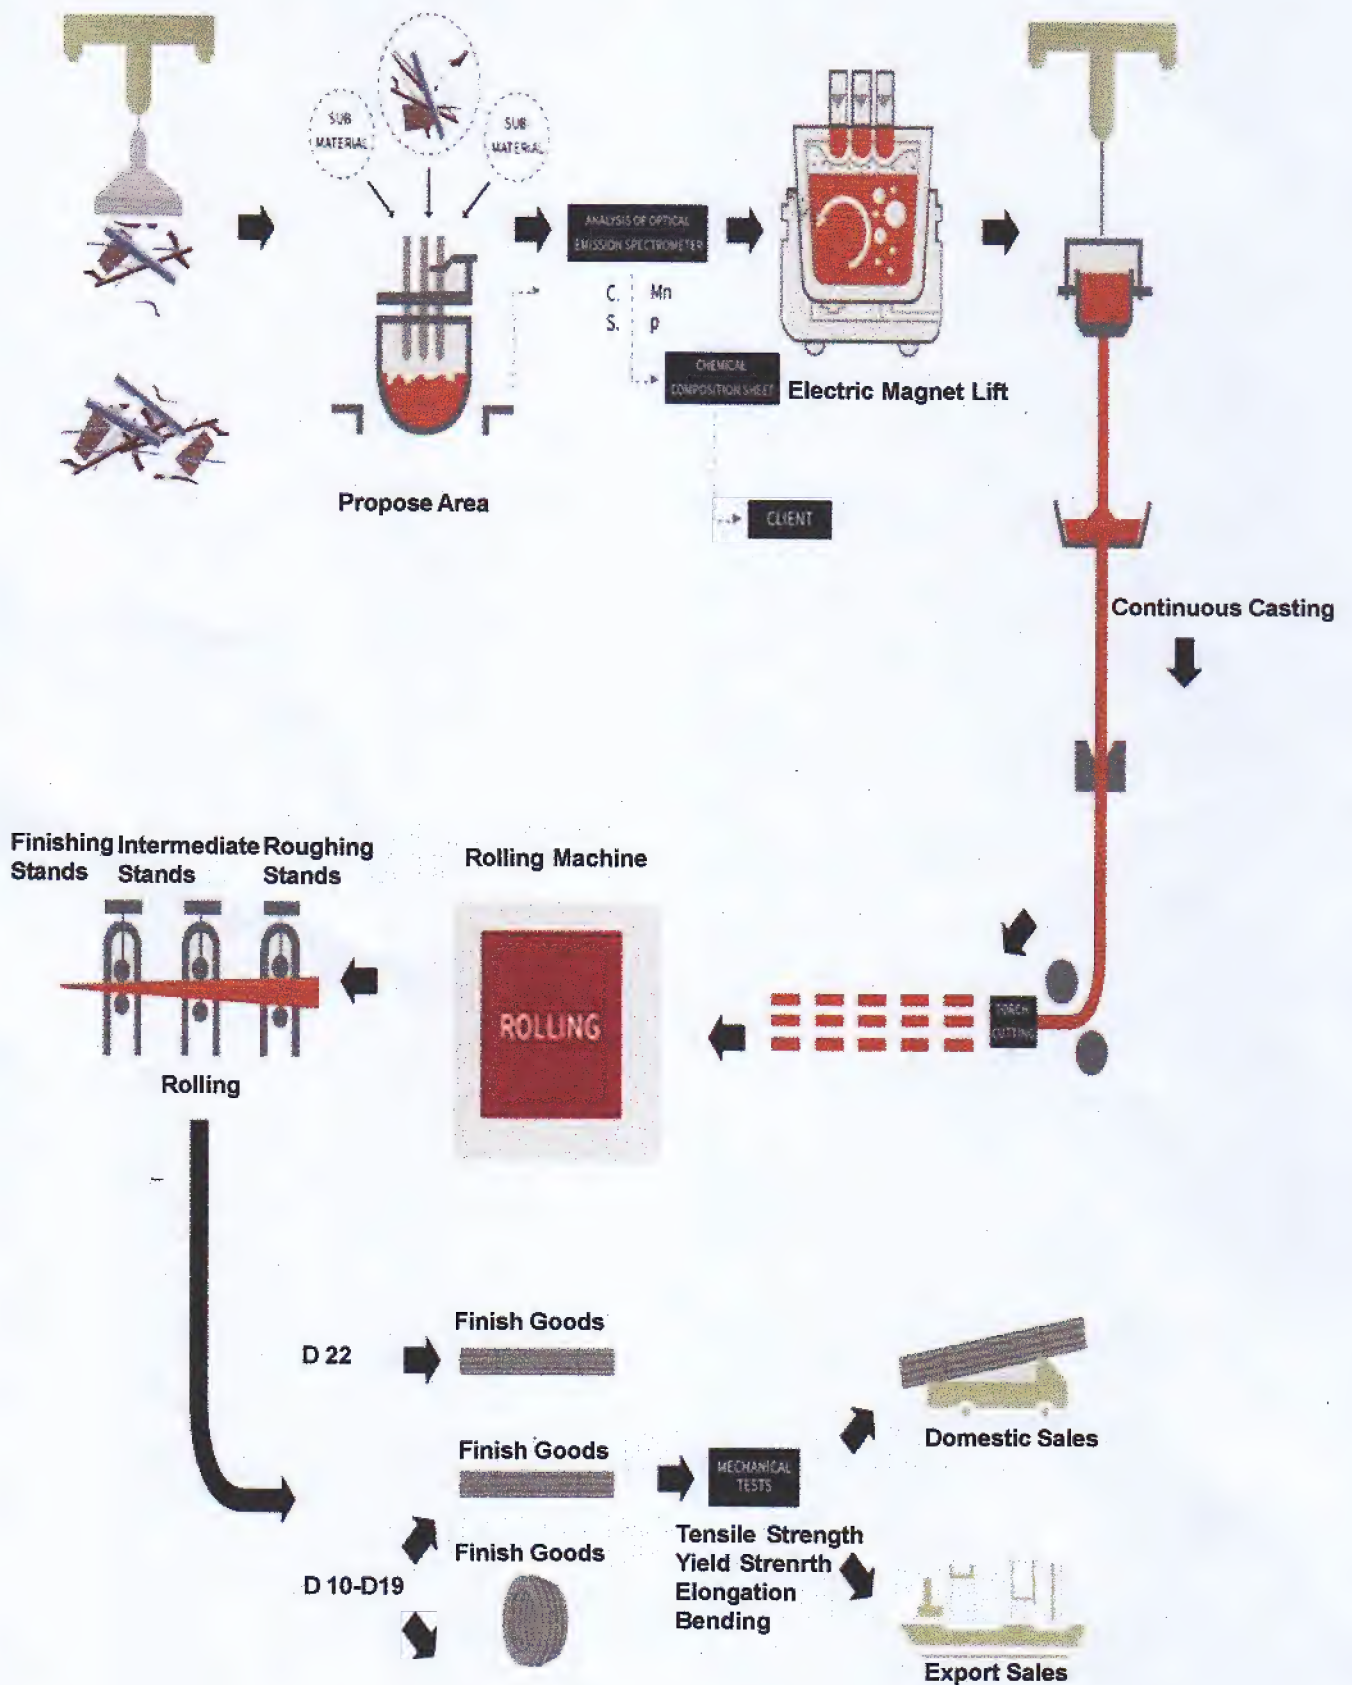 SUB
MATERIAL
SUB
MATERIAL
ANALYSIS OF OPTICAL
EMISSION SPECTROMETER
C. Mn
S. P
CHEMICAL
COMPOSITION SHEET
Electric Magnet Lift
Propose Area
CLIENT
Continuous Casting
Finishing Intermediate Roughing
Stands Stands Stands
Rolling Machine
ROLLING
TORCH
CUTTING
Rolling
Finish Goods
D 22
Domestic Sales
Finish Goods
MECHANICAL
TESTS
Tensile Strength
Yield Strenrth
Elongation
Bending
Finish Goods
D 10-D19
Export Sales